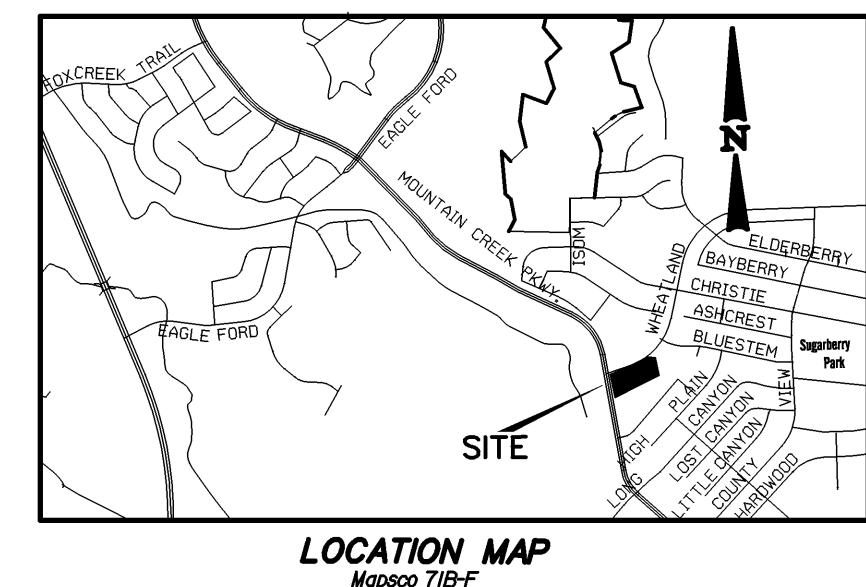 FOXCREEK TRAIL
EAGLE FORD
MOUNTAIN CREEK PKWY.
N
ISOM
WHEATLAND
ELDERBERRY
BAYBERRY
CHRISTIE
ASHCREST
BLUESTEM
Sugarberry
Park
EAGLE FORD
VIEW
SITE
HIGH PLAIN
LONG CANYON
LOST CANYON
LITTLE CANYON
COUNTY
HARDWOOD
LOCATION MAP
Mapsco 71B-F